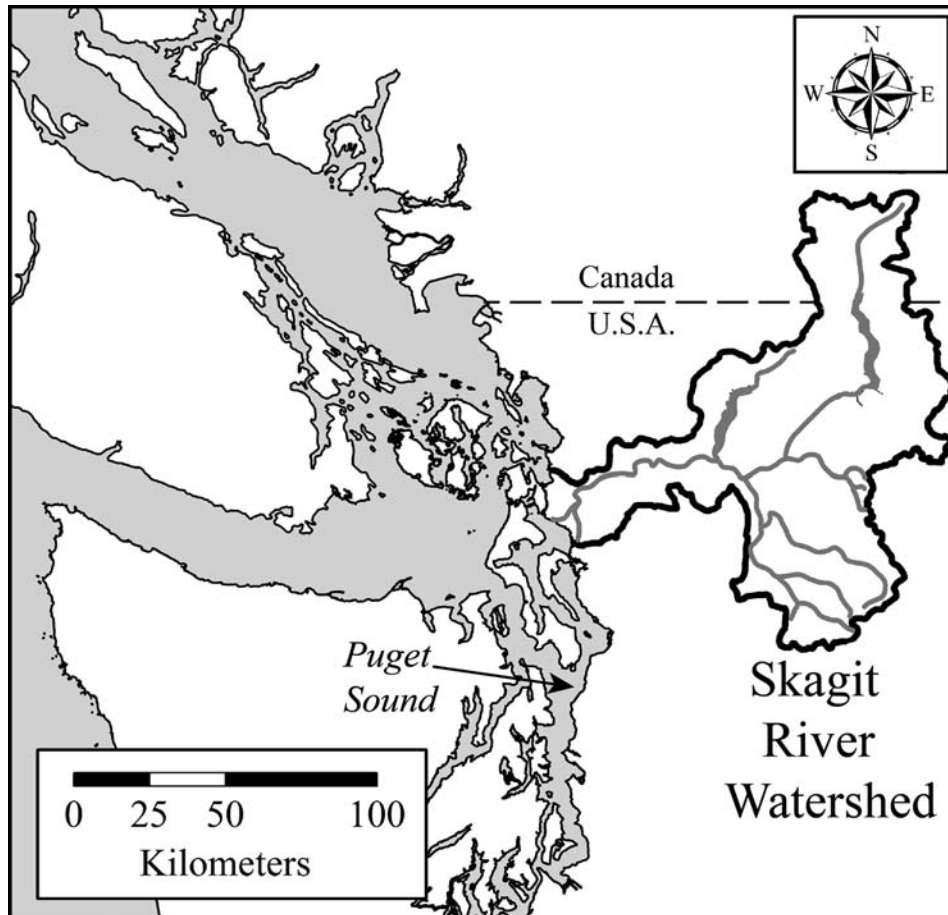 N
W E
S
Canada
U.S.A.
Puget
Sound
Skagit
River
Watershed
0 25 50 100
Kilometers